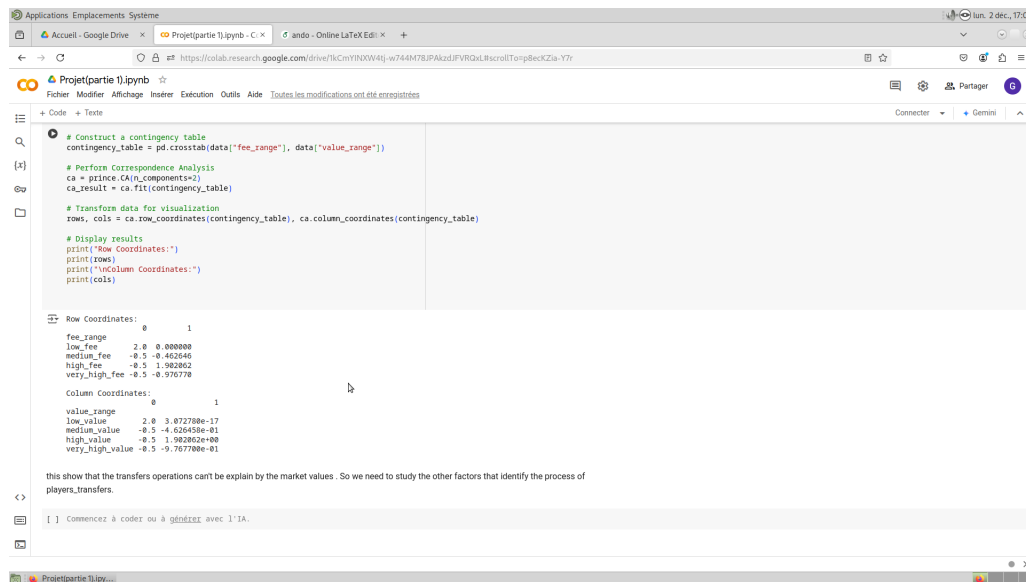 Applications Emplacements Système
lun. 2 déc., 17:0
Accueil - Google Drive
Projet(partie 1).ipynb - Co
ando - Online LaTeX Edit
https://colab.research.google.com/drive/1kCmYlNXW4tj-w744M78JPAkzdJFVRQxL#scrollTo=p8ecKZia-Y7r
Projet(partie 1).ipynb
Fichier Modifier Affichage Insérer Exécution Outils Aide Toutes les modifications ont été enregistrées
Partager
G
+ Code + Texte
Connecter
Gemini
# Construct a contingency table
contingency_table = pd.crosstab(data["fee_range"], data["value_range"])
# Perform Correspondence Analysis
ca = prince.CA(n_components=2)
ca_result = ca.fit(contingency_table)
# Transform data for visualization
rows, cols = ca.row_coordinates(contingency_table), ca.column_coordinates(contingency_table)
# Display results
print("Row Coordinates:")
print(rows)
print("\nColumn Coordinates:")
print(cols)
Row Coordinates:
0 1
fee_range
low_fee 2.0 0.000000
medium_fee -0.5 -0.462646
high_fee -0.5 1.902062
very_high_fee -0.5 -0.976770
Column Coordinates:
0 1
value_range
low_value 2.0 3.072780e-17
medium_value -0.5 -4.626458e-01
high_value -0.5 1.902062e+00
very_high_value -0.5 -9.767700e-01
this show that the transfers operations can't be explain by the market values . So we need to study the other factors that identify the process of
players_transfers.
[ ] Commencez à coder ou à générer avec l'IA.
Projet(partie 1).ipy...